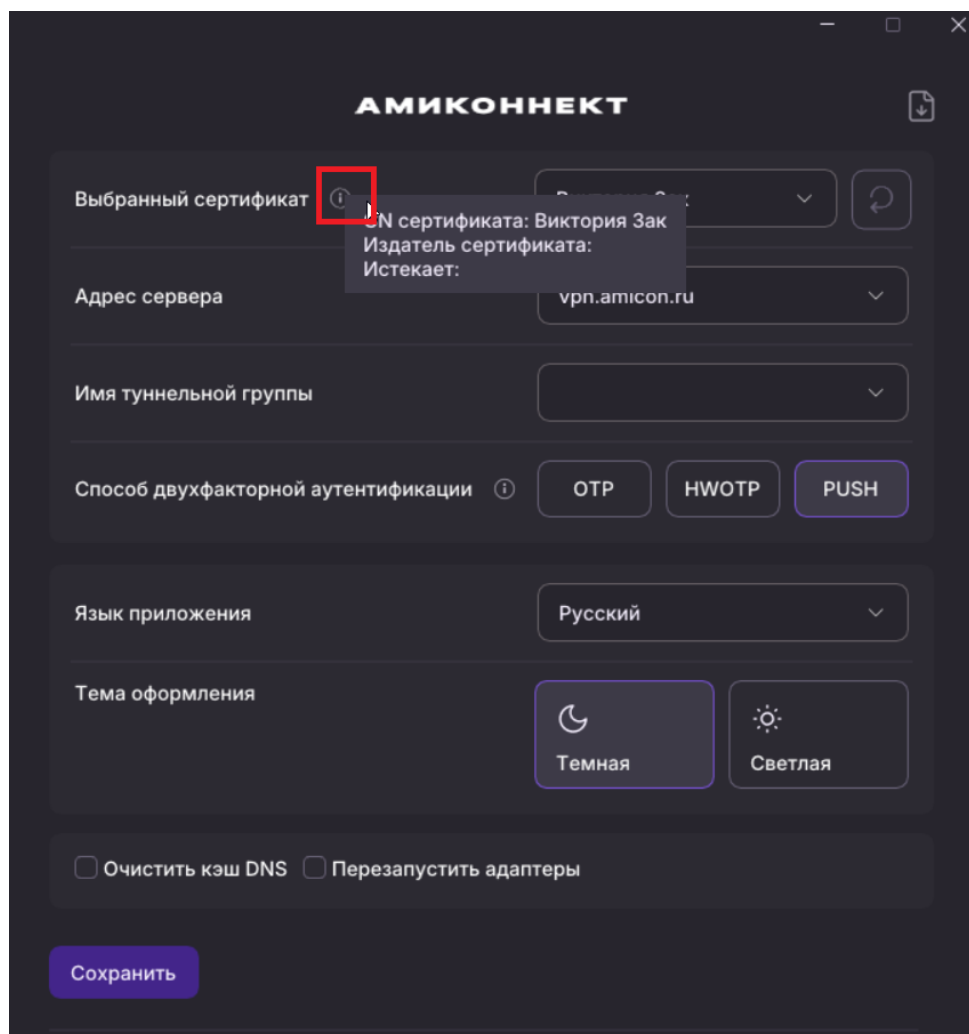 АМИКОННЕКТ
Выбранный сертификат
CN сертификата: Виктория Зак
Издатель сертификата:
Истекает:
Адрес сервера
vpn.amicon.ru
Имя туннельной группы
Способ двухфакторной аутентификации OTP HWOTP PUSH
Язык приложения Русский
Тема оформления
Темная Светлая
Очистить кэш DNS Перезапустить адаптеры
Сохранить